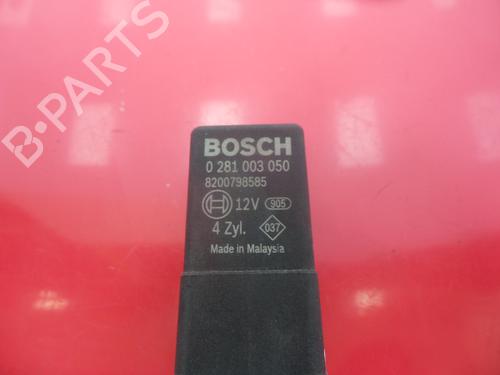 B-PARTS
BOSCH
0 281 003 050
8200798585
12V 905
4 Zyl. 037
Made in Malaysia